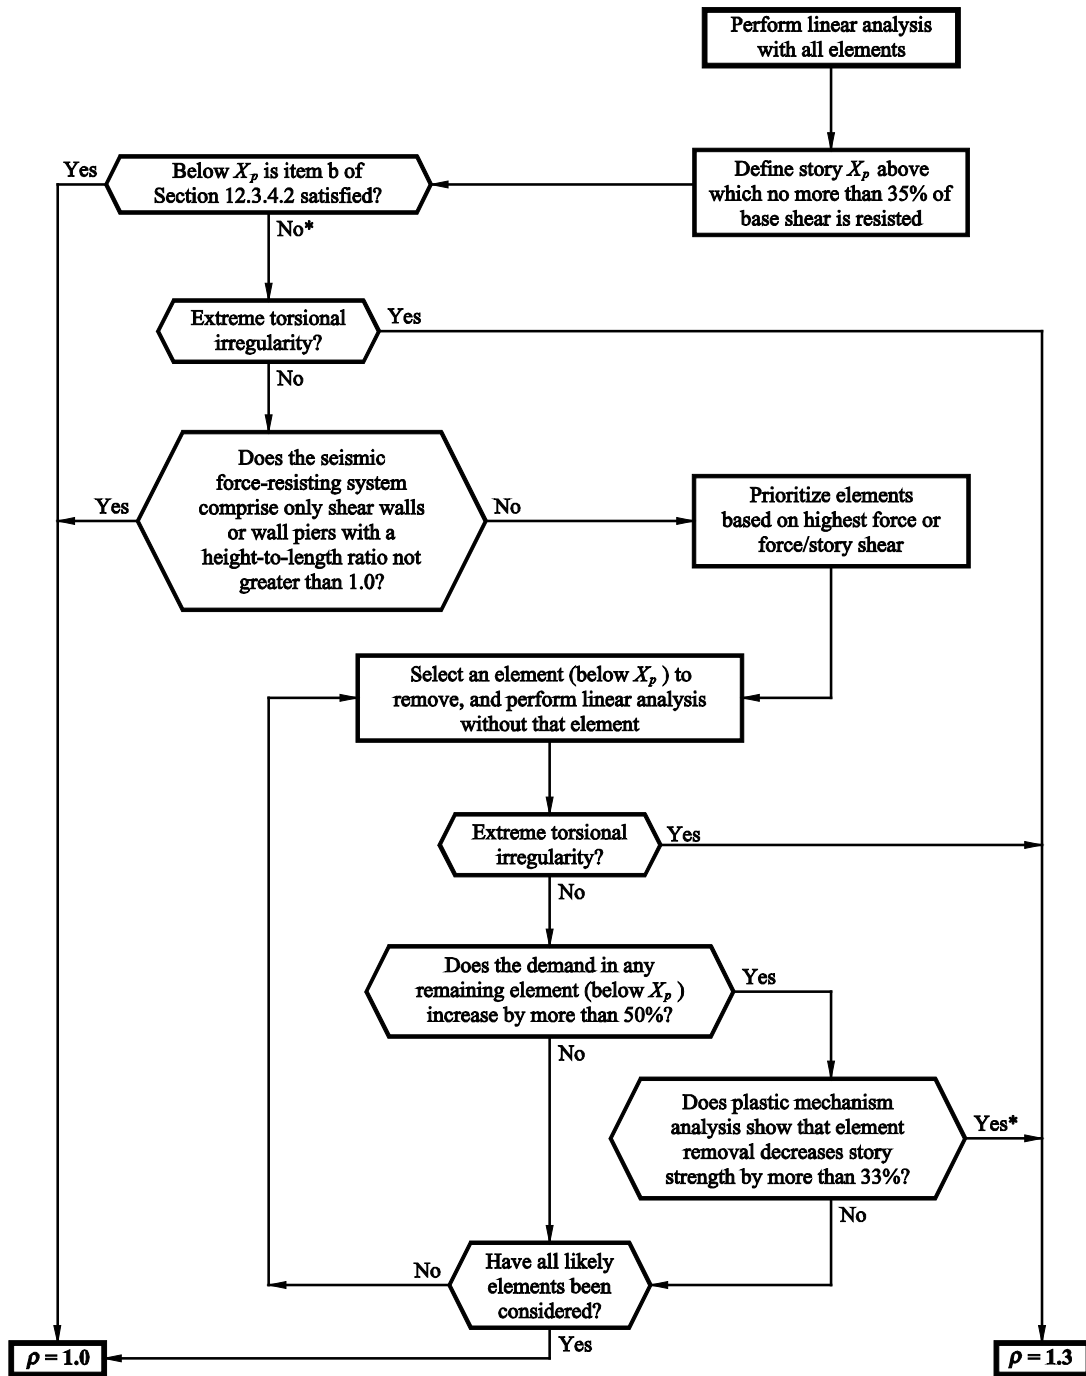 Perform linear analysis
with all elements
Define story Xp above
which no more than 35% of
base shear is resisted
Yes
Below Xp is item b of
Section 12.3.4.2 satisfied?
No*
Extreme torsional
irregularity?
Yes
No
Does the seismic
force-resisting system
comprise only shear walls
or wall piers with a
height-to-length ratio not
greater than 1.0?
Yes
No
Prioritize elements
based on highest force or
force/story shear
Select an element (below Xp ) to
remove, and perform linear analysis
without that element
Extreme torsional
irregularity?
Yes
No
Does the demand in any
remaining element (below Xp )
increase by more than 50%?
Yes
No
Does plastic mechanism
analysis show that element
removal decreases story
strength by more than 33%?
Yes*
No
Have all likely
elements been
considered?
No
Yes
ρ = 1.0
ρ = 1.3